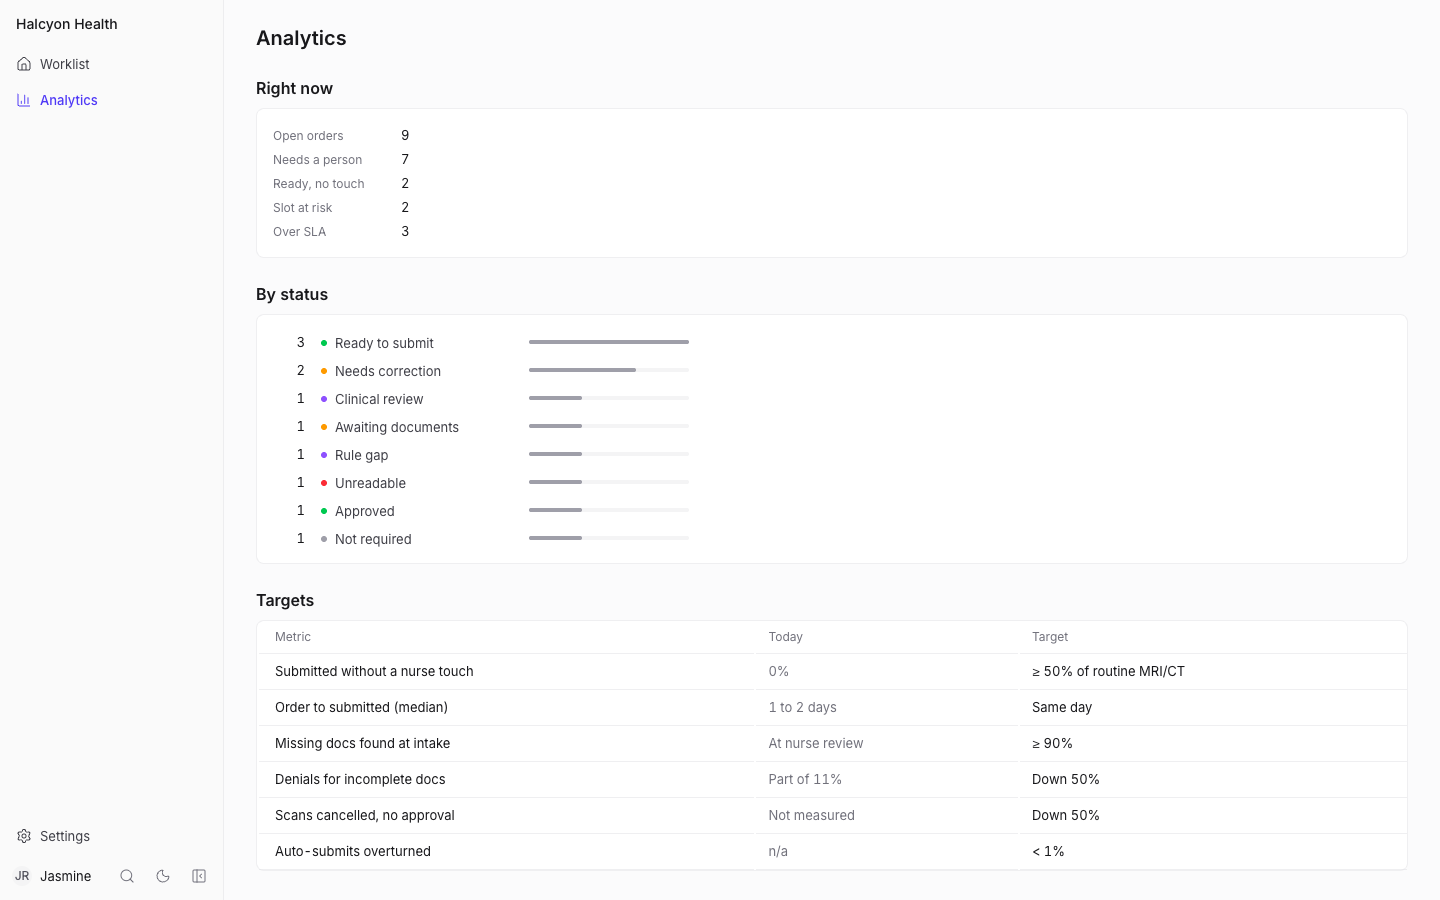 Halcyon Health
Worklist
Analytics
Settings
JR Jasmine
Analytics
Right now
Open orders 9
Needs a person 7
Ready, no touch 2
Slot at risk 2
Over SLA 3
By status
3 Ready to submit
2 Needs correction
1 Clinical review
1 Awaiting documents
1 Rule gap
1 Unreadable
1 Approved
1 Not required
Targets
Metric Today Target
Submitted without a nurse touch 0% ≥ 50% of routine MRI/CT
Order to submitted (median) 1 to 2 days Same day
Missing docs found at intake At nurse review ≥ 90%
Denials for incomplete docs Part of 11% Down 50%
Scans cancelled, no approval Not measured Down 50%
Auto-submits overturned n/a < 1%